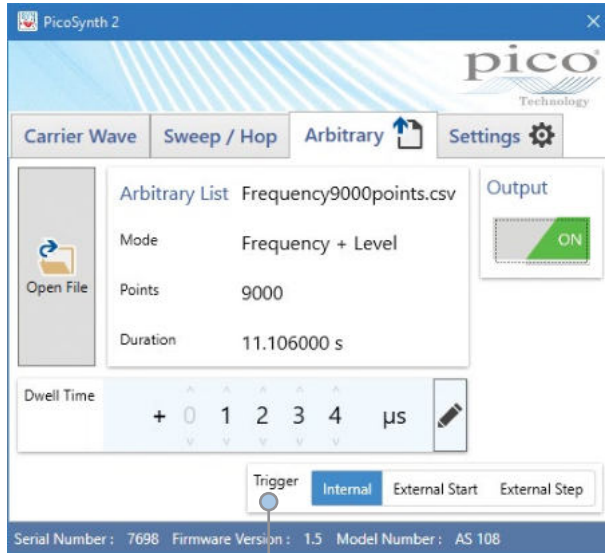 PicoSynth 2
pico
Technology
Carrier Wave Sweep / Hop Arbitrary Settings
Open File
Arbitrary List Frequency9000points.csv
Mode Frequency + Level
Points 9000
Duration 11.106000 s
Output
ON
Dwell Time + 0 1 2 3 4 µs
Trigger Internal External Start External Step
Serial Number : 7698 Firmware Version : 1.5 Model Number : AS 108